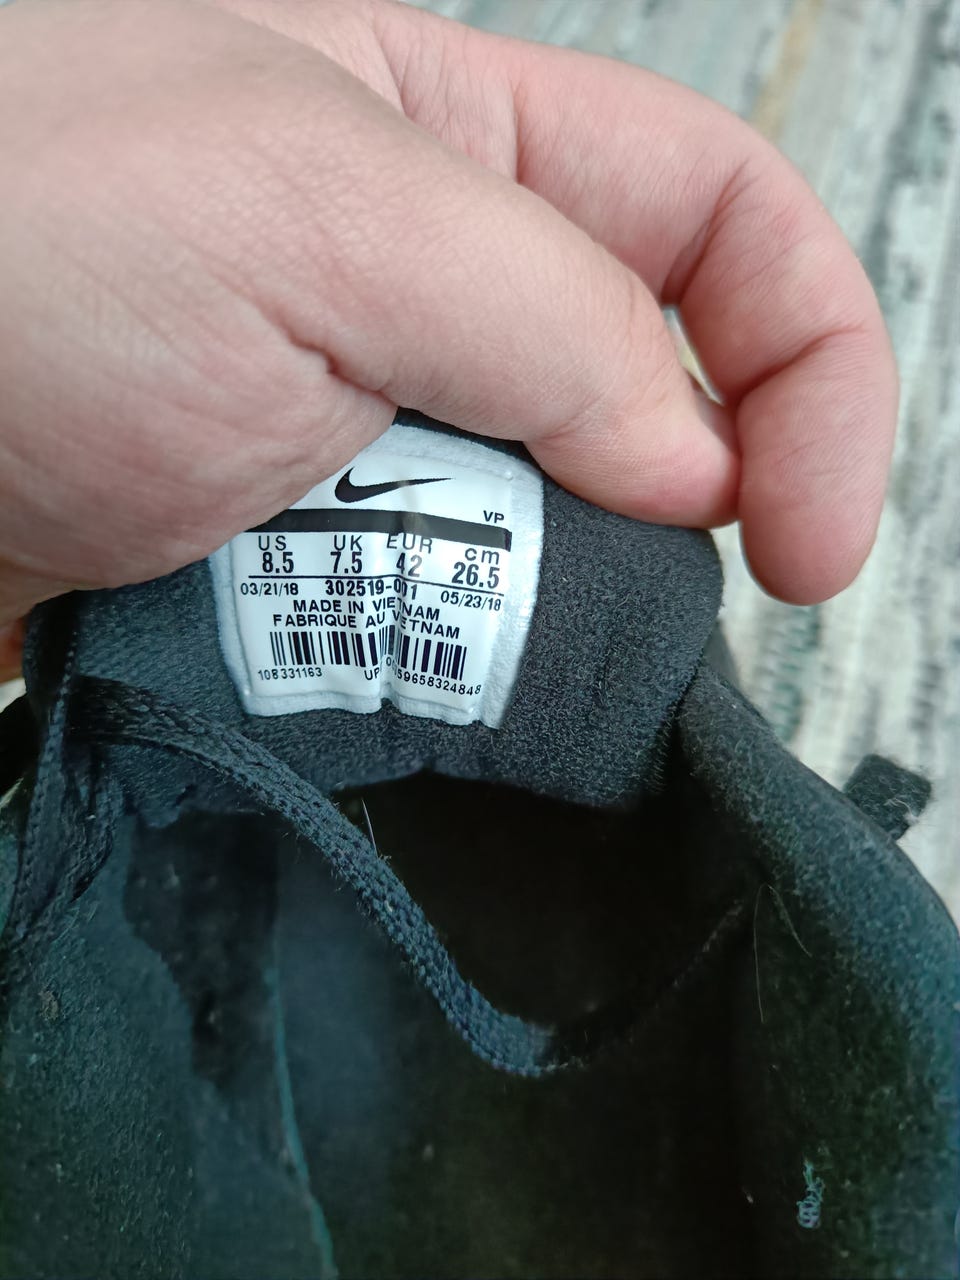 VP
US UK EUR cm
8.5 7.5 42 26.5
03/21/18 302519-001 05/23/18
MADE IN VIETNAM
FABRIQUE AU VIETNAM
108331163